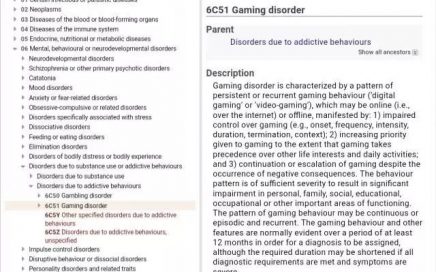 01 Certain infectious or parasitic diseases
02 Neoplasms
03 Diseases of the blood or blood-forming organs
04 Diseases of the immune system
05 Endocrine, nutritional or metabolic diseases
06 Mental, behavioural or neurodevelopmental disorders
Neurodevelopmental disorders
Schizophrenia or other primary psychotic disorders
Catatonia
Mood disorders
Anxiety or fear-related disorders
Obsessive-compulsive or related disorders
Disorders specifically associated with stress
Dissociative disorders
Feeding or eating disorders
Elimination disorders
Disorders of bodily distress or bodily experience
Disorders due to substance use or addictive behaviours
Disorders due to substance use
Disorders due to addictive behaviours
6C50 Gambling disorder
6C51 Gaming disorder
6C5Y Other specified disorders due to addictive
behaviours
6C5Z Disorders due to addictive behaviours,
unspecified
Impulse control disorders
Disruptive behaviour or dissocial disorders
Personality disorders and related traits
6C51 Gaming disorder
Parent
Disorders due to addictive behaviours
Show all ancestors
Description
Gaming disorder is characterized by a pattern of
persistent or recurrent gaming behaviour ('digital
gaming' or 'video-gaming'), which may be online (i.e.,
over the internet) or offline, manifested by: 1) impaired
control over gaming (e.g., onset, frequency, intensity,
duration, termination, context); 2) increasing priority
given to gaming to the extent that gaming takes
precedence over other life interests and daily activities;
and 3) continuation or escalation of gaming despite the
occurrence of negative consequences. The behaviour
pattern is of sufficient severity to result in significant
impairment in personal, family, social, educational,
occupational or other important areas of functioning.
The pattern of gaming behaviour may be continuous or
episodic and recurrent. The gaming behaviour and other
features are normally evident over a period of at least
12 months in order for a diagnosis to be assigned,
although the required duration may be shortened if all
diagnostic requirements are met and symptoms are
severe.